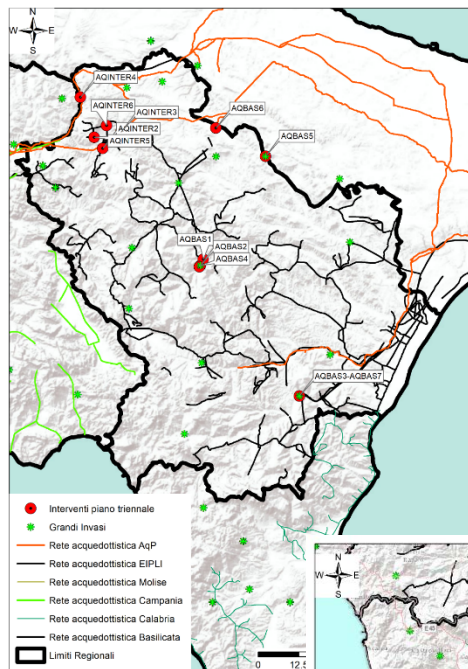 N
W E
S
AQINTER4
AQINTER6
AQINTER3
AQINTER2
AQINTER5
AQBAS6
AQBAS5
AQBAS1
AQBAS2
AQBAS4
AQBAS3-AQBAS7
Interventi piano triennale
Grandi Invasi
Rete acquedottistica AqP
Rete acquedottistica EIPLI
Rete acquedottistica Molise
Rete acquedottistica Campania
Rete acquedottistica Calabria
Rete acquedottistica Basilicata
Limiti Regionali
0 12.5
N
W E
S